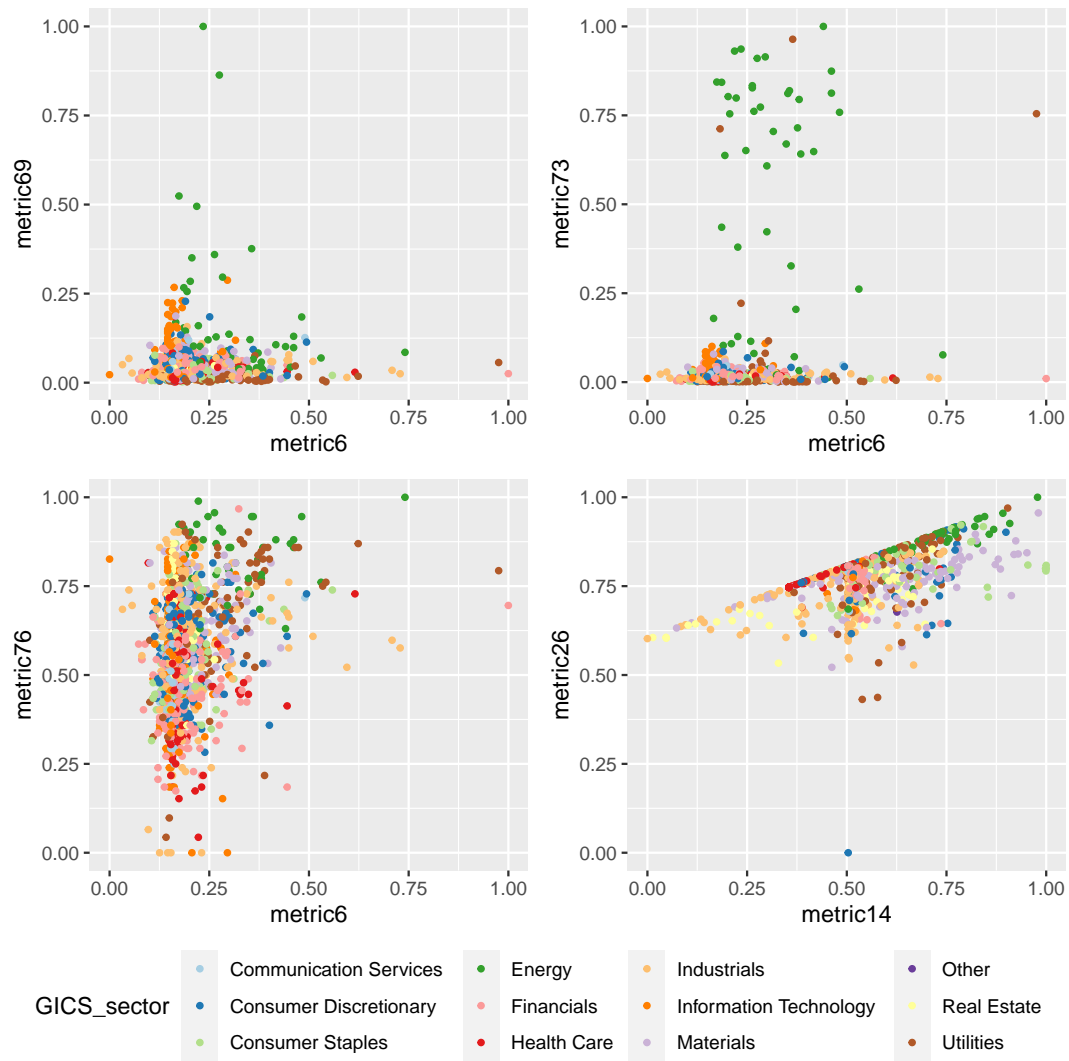 1.00
0.75
0.50
0.25
0.00
metric69
0.00 0.25 0.50 0.75 1.00
metric6
1.00
0.75
0.50
0.25
0.00
metric73
0.00 0.25 0.50 0.75 1.00
metric6
1.00
0.75
0.50
0.25
0.00
metric76
0.00 0.25 0.50 0.75 1.00
metric6
1.00
0.75
0.50
0.25
0.00
metric26
0.00 0.25 0.50 0.75 1.00
metric14
GICS_sector
Communication Services
Consumer Discretionary
Consumer Staples
Energy
Financials
Health Care
Industrials
Information Technology
Materials
Other
Real Estate
Utilities